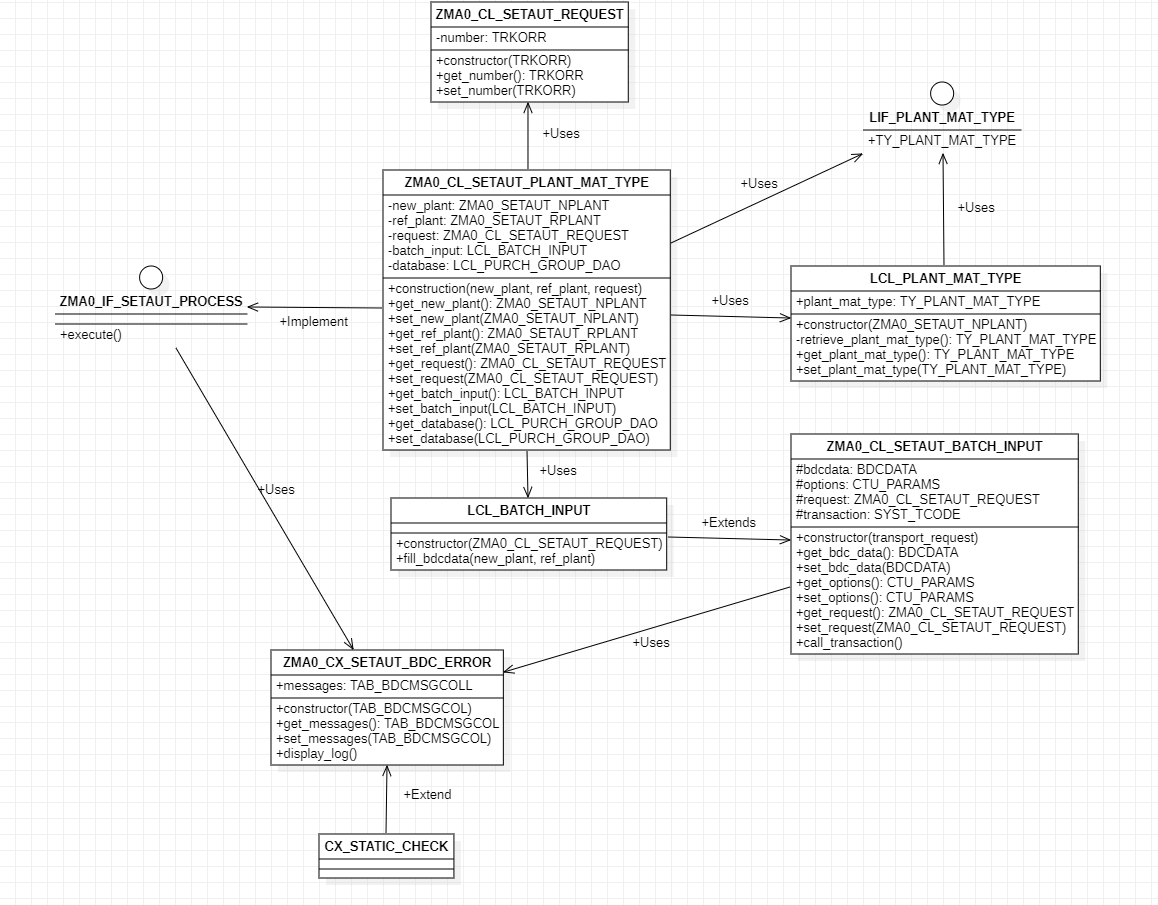 ZMA0_CL_SETAUT_REQUEST
-number: TRKORR
+constructor(TRKORR)
+get_number(): TRKORR
+set_number(TRKORR)
+Uses
LIF_PLANT_MAT_TYPE
+TY_PLANT_MAT_TYPE
ZMA0_CL_SETAUT_PLANT_MAT_TYPE
-new_plant: ZMA0_SETAUT_NPLANT
-ref_plant: ZMA0_SETAUT_RPLANT
-request: ZMA0_CL_SETAUT_REQUEST
-batch_input: LCL_BATCH_INPUT
-database: LCL_PURCH_GROUP_DAO
+construction(new_plant, ref_plant, request)
+get_new_plant(): ZMA0_SETAUT_NPLANT
+set_new_plant(ZMA0_SETAUT_NPLANT)
+get_ref_plant(): ZMA0_SETAUT_RPLANT
+set_ref_plant(ZMA0_SETAUT_RPLANT)
+get_request(): ZMA0_CL_SETAUT_REQUEST
+set_request(ZMA0_CL_SETAUT_REQUEST)
+get_batch_input(): LCL_BATCH_INPUT
+set_batch_input(LCL_BATCH_INPUT)
+get_database(): LCL_PURCH_GROUP_DAO
+set_database(LCL_PURCH_GROUP_DAO)
+Uses
+Uses
+Uses
LCL_PLANT_MAT_TYPE
+plant_mat_type: TY_PLANT_MAT_TYPE
+constructor(ZMA0_SETAUT_NPLANT)
-retrieve_plant_mat_type(): TY_PLANT_MAT_TYPE
+get_plant_mat_type(): TY_PLANT_MAT_TYPE
+set_plant_mat_type(TY_PLANT_MAT_TYPE)
ZMA0_IF_SETAUT_PROCESS
+execute()
+Implement
+Uses
+Uses
LCL_BATCH_INPUT
+constructor(ZMA0_CL_SETAUT_REQUEST)
+fill_bdcdata(new_plant, ref_plant)
+Extends
ZMA0_CL_SETAUT_BATCH_INPUT
#bdcdata: BDCDATA
#options: CTU_PARAMS
#request: ZMA0_CL_SETAUT_REQUEST
#transaction: SYST_TCODE
+constructor(transport_request)
+get_bdc_data(): BDCDATA
+set_bdc_data(BDCDATA)
+get_options(): CTU_PARAMS
+set_options(): CTU_PARAMS
+get_request(): ZMA0_CL_SETAUT_REQUEST
+set_request(ZMA0_CL_SETAUT_REQUEST)
+call_transaction()
+Uses
ZMA0_CX_SETAUT_BDC_ERROR
+messages: TAB_BDCMSGCOLL
+constructor(TAB_BDCMSGCOL)
+get_messages(): TAB_BDCMSGCOL
+set_messages(TAB_BDCMSGCOL)
+display_log()
+Extend
CX_STATIC_CHECK